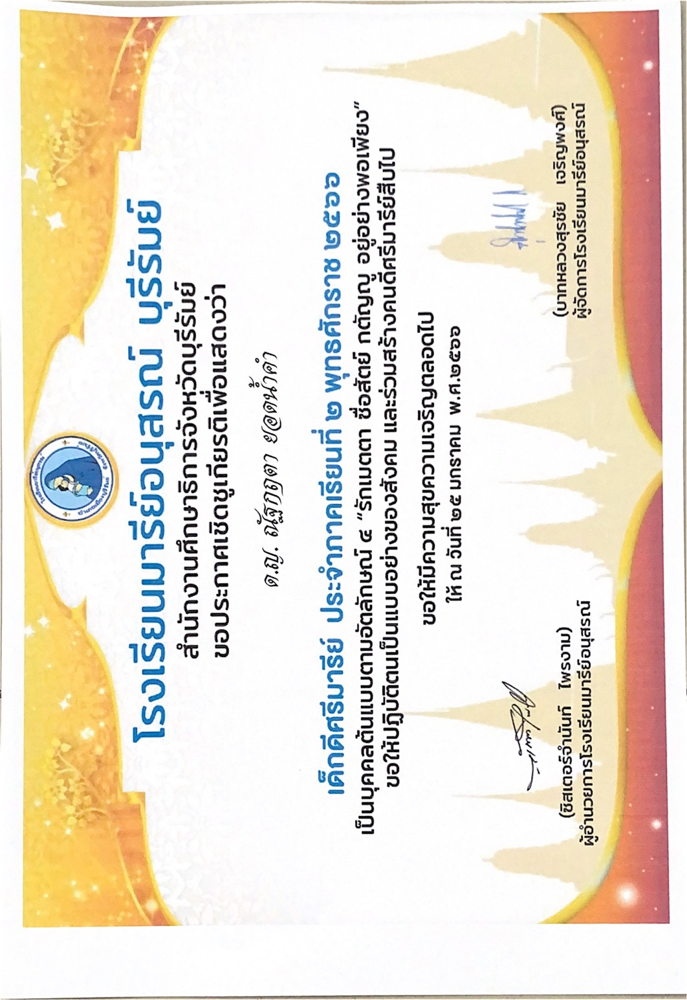 โรงเรียนมารีย์อนุสรณ์ บุรีรัมย์
สำนักงานศึกษาธิการจังหวัดบุรีรัมย์
ขอประกาศเชิดชูเกียรติเพื่อแสดงว่า
ด.ญ. ณัฐกฤตา ยอดน้ำคำ
เด็กดีศรีมารีย์ ประจำภาคเรียนที่ ๒ พุทธศักราช ๒๕๖๖
เป็นบุคคลต้นแบบตามอัตลักษณ์ ๔ "รักเมตตา ซื่อสัตย์ กตัญญู อยู่อย่างพอเพียง"
ขอให้ปฏิบัติตนเป็นแบบอย่างของสังคม และร่วมสร้างคนดีศรีมารีย์สืบไป
ขอให้มีความสุขความเจริญตลอดไป
ให้ ณ วันที่ ๒๕ มกราคม พ.ศ.๒๕๖๖
(ซิสเตอร์จำนันท์ ไพรงาม)
ผู้อำนวยการโรงเรียนมารีย์อนุสรณ์
(บาทหลวงสุรชัย เจริญพงศ์)
ผู้จัดการโรงเรียนมารีย์อนุสรณ์